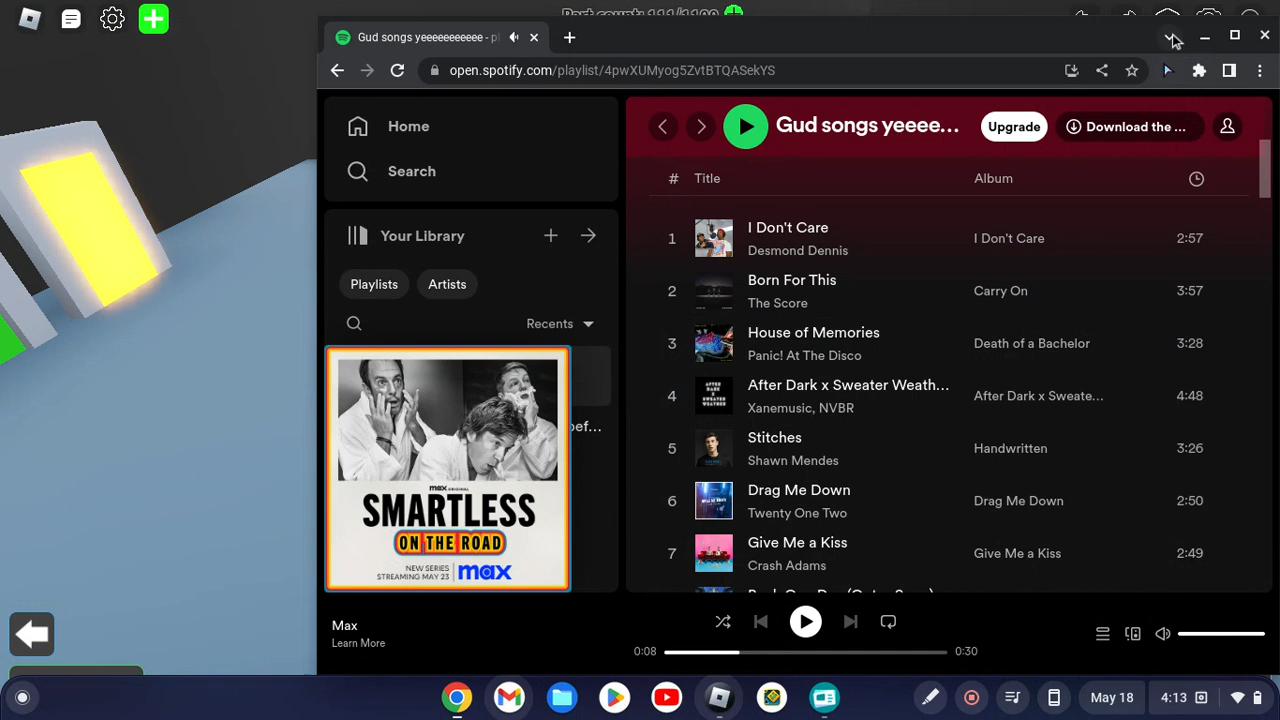 Gud songs yeeeeeeeeeee - pl
open.spotify.com/playlist/4pwXUMyog5ZvtBTQASekYS
Home
Search
Your Library
Playlists
Artists
Recents
bef…
max ORIGINAL
SMARTLESS
ON THE ROAD
NEW SERIES
STREAMING MAY 23
max
Gud songs yeeee...
Upgrade
Download the ...
# Title Album
1 I Don't Care I Don't Care 2:57
Desmond Dennis
2 Born For This Carry On 3:57
The Score
3 House of Memories Death of a Bachelor 3:28
Panic! At The Disco
4 After Dark x Sweater Weath... After Dark x Sweate... 4:48
Xanemusic, NVBR
5 Stitches Handwritten 3:26
Shawn Mendes
6 Drag Me Down Drag Me Down 2:50
Twenty One Two
7 Give Me a Kiss Give Me a Kiss 2:49
Crash Adams
Max
Learn More
0:08 0:30
May 18 4:13